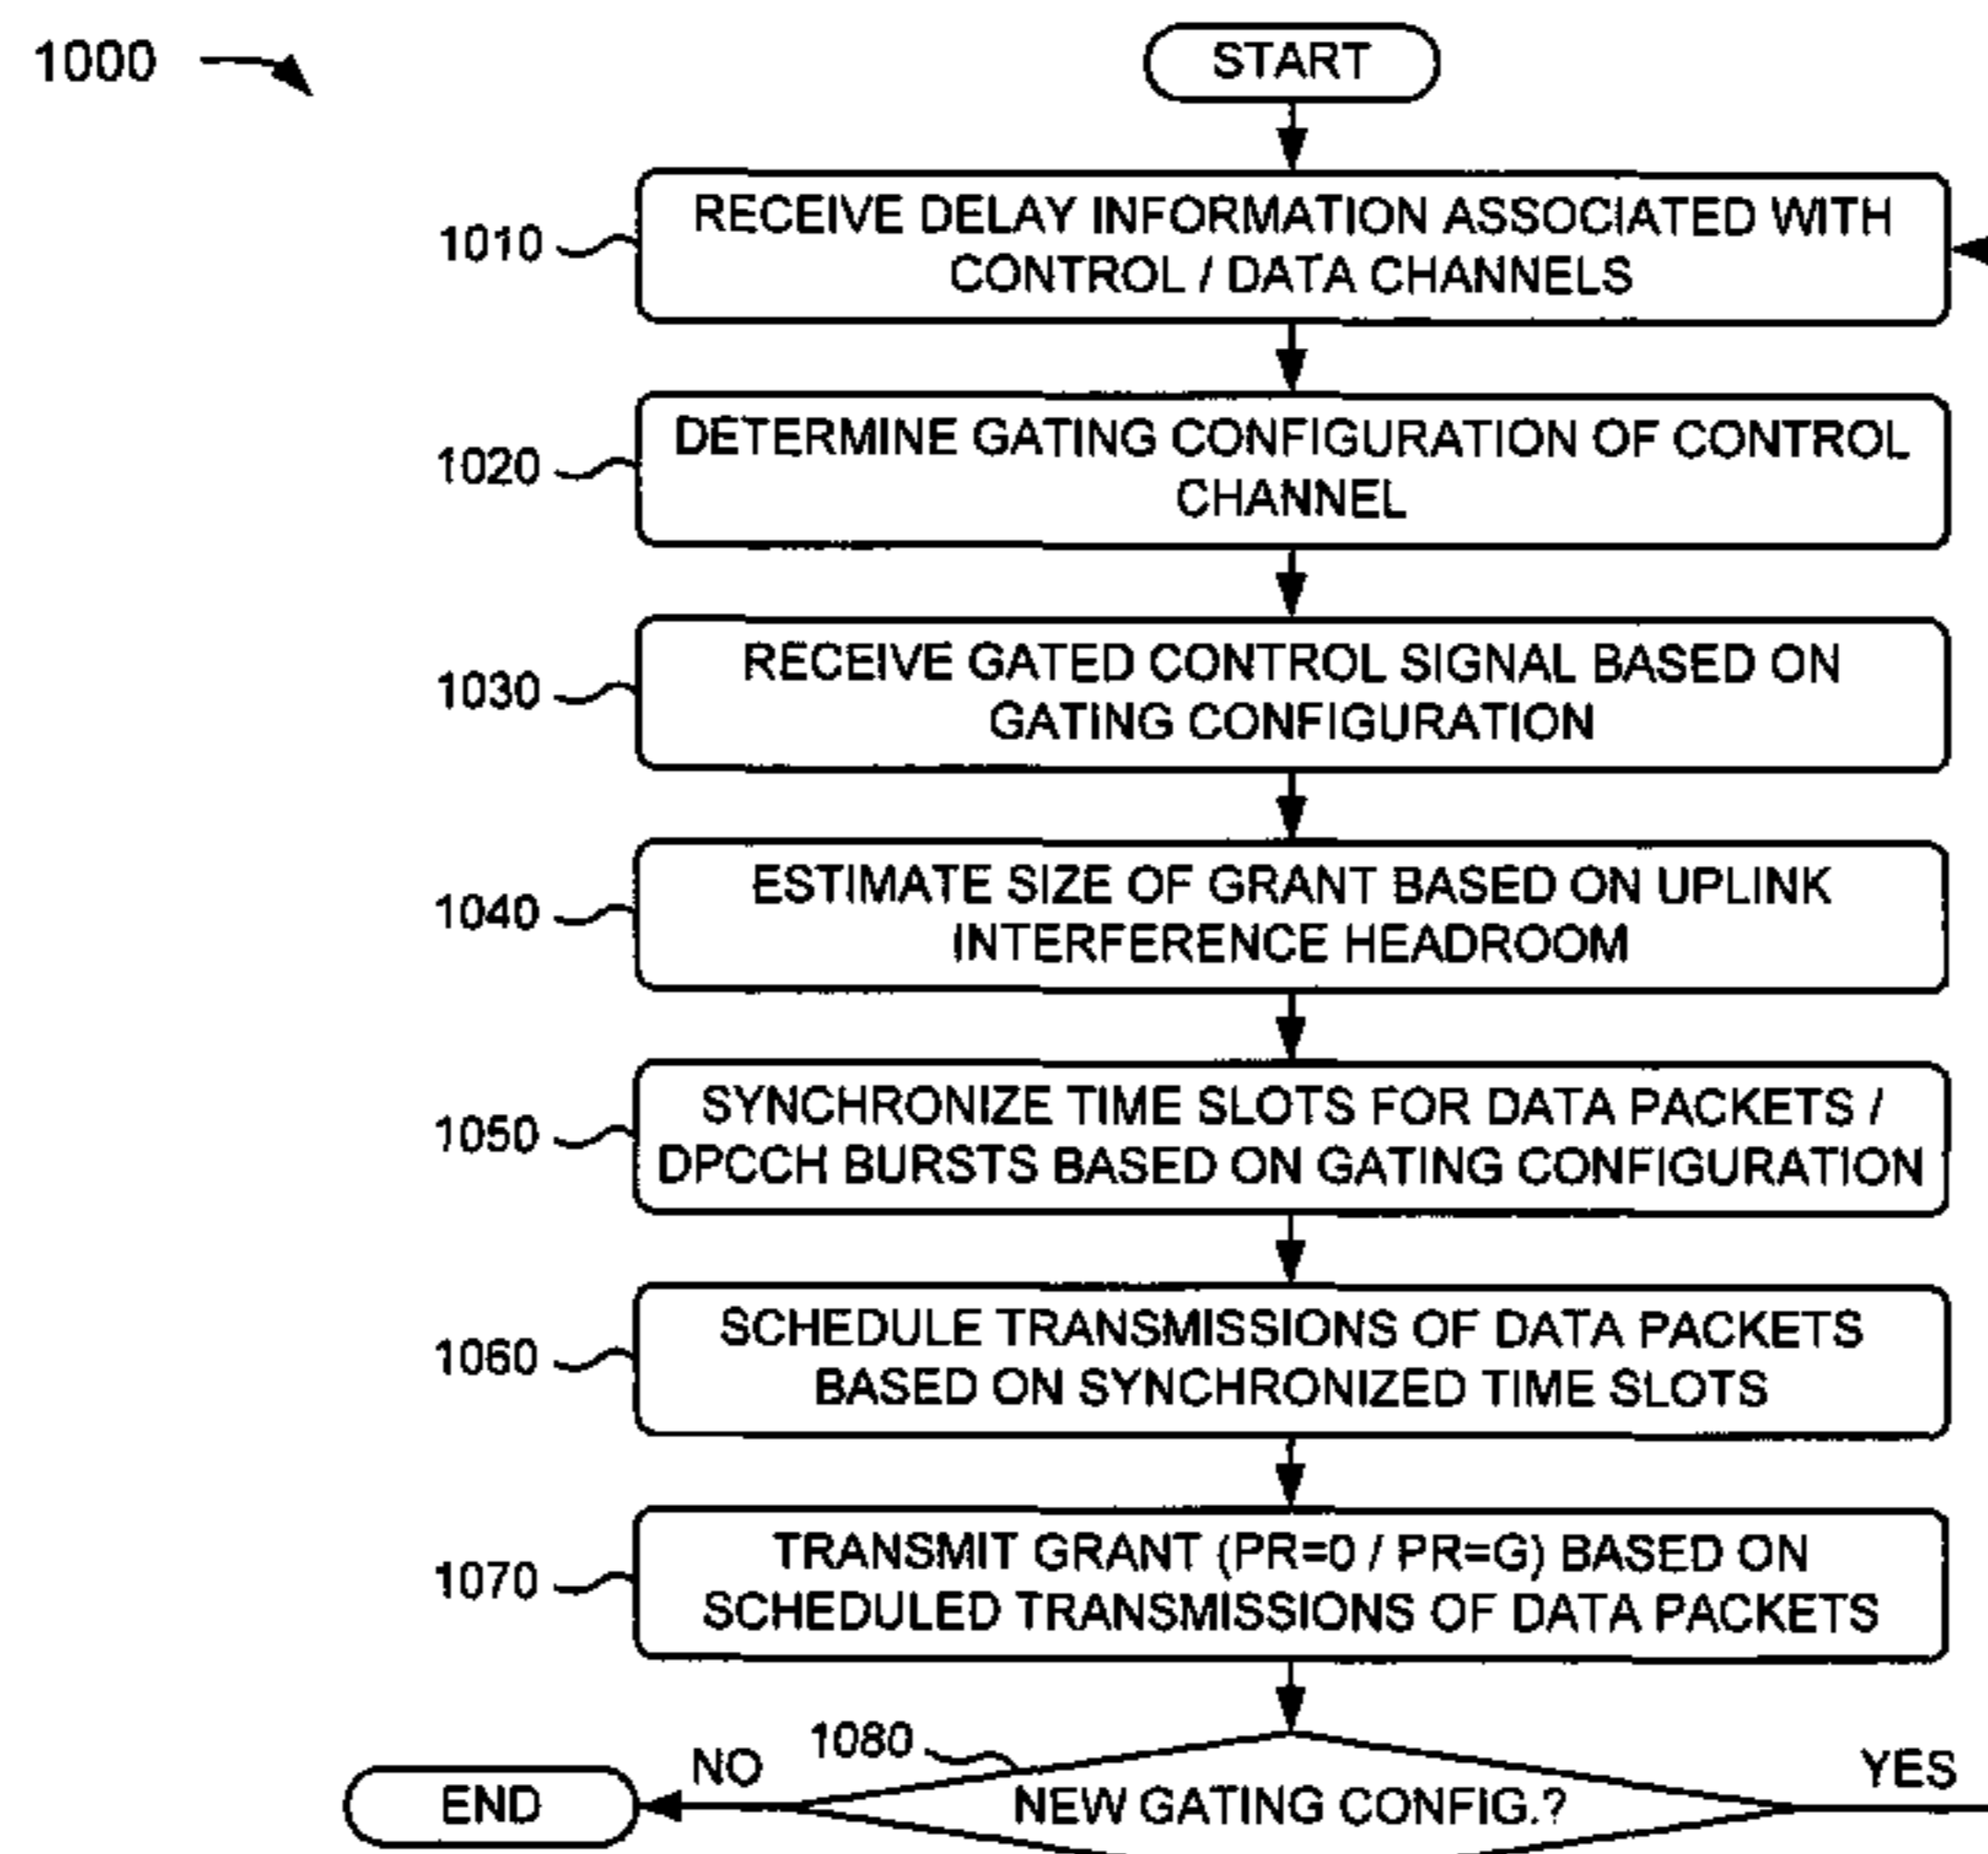 1000
START
1010
RECEIVE DELAY INFORMATION ASSOCIATED WITH
CONTROL / DATA CHANNELS
1020
DETERMINE GATING CONFIGURATION OF CONTROL
CHANNEL
1030
RECEIVE GATED CONTROL SIGNAL BASED ON
GATING CONFIGURATION
1040
ESTIMATE SIZE OF GRANT BASED ON UPLINK
INTERFERENCE HEADROOM
1050
SYNCHRONIZE TIME SLOTS FOR DATA PACKETS /
DPCCH BURSTS BASED ON GATING CONFIGURATION
1060
SCHEDULE TRANSMISSIONS OF DATA PACKETS
BASED ON SYNCHRONIZED TIME SLOTS
1070
TRANSMIT GRANT (PR=0 / PR=G) BASED ON
SCHEDULED TRANSMISSIONS OF DATA PACKETS
1080
NEW GATING CONFIG.?
NO
END
YES